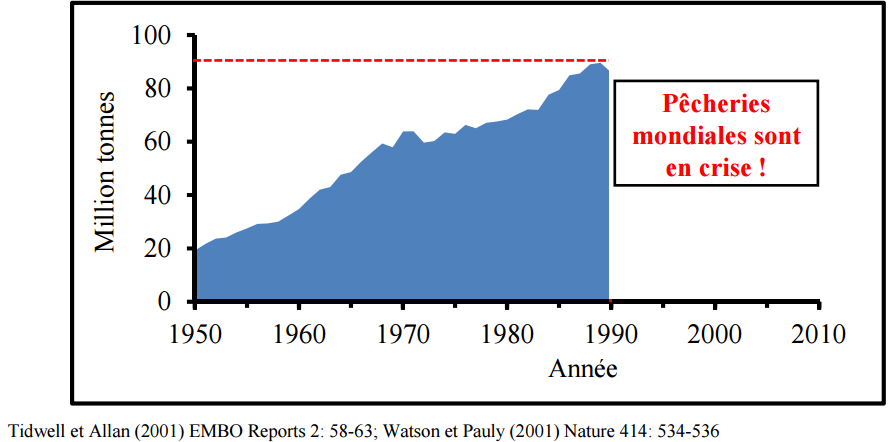 100
80
60
40
20
0
Million tonnes
Pêcheries
mondiales sont
en crise !
1950 1960 1970 1980 1990 2000 2010
Année
Tidwell et Allan (2001) EMBO Reports 2: 58-63; Watson et Pauly (2001) Nature 414: 534-536